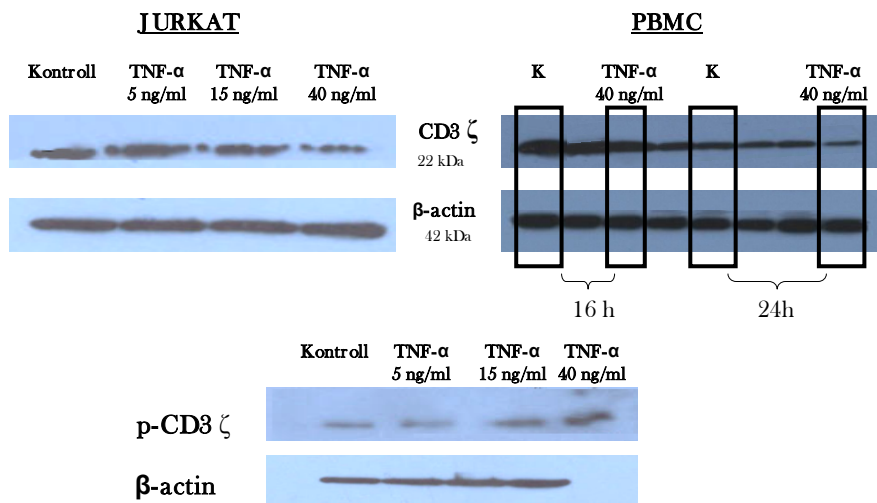 JURKAT
PBMC
Kontroll
TNF-α
5 ng/ml
TNF-α
15 ng/ml
TNF-α
40 ng/ml
K
TNF-α
40 ng/ml
K
TNF-α
40 ng/ml
CD3 ζ
22 kDa
β-actin
42 kDa
16 h
24h
Kontroll
TNF-α
5 ng/ml
TNF-α
15 ng/ml
TNF-α
40 ng/ml
p-CD3 ζ
β-actin